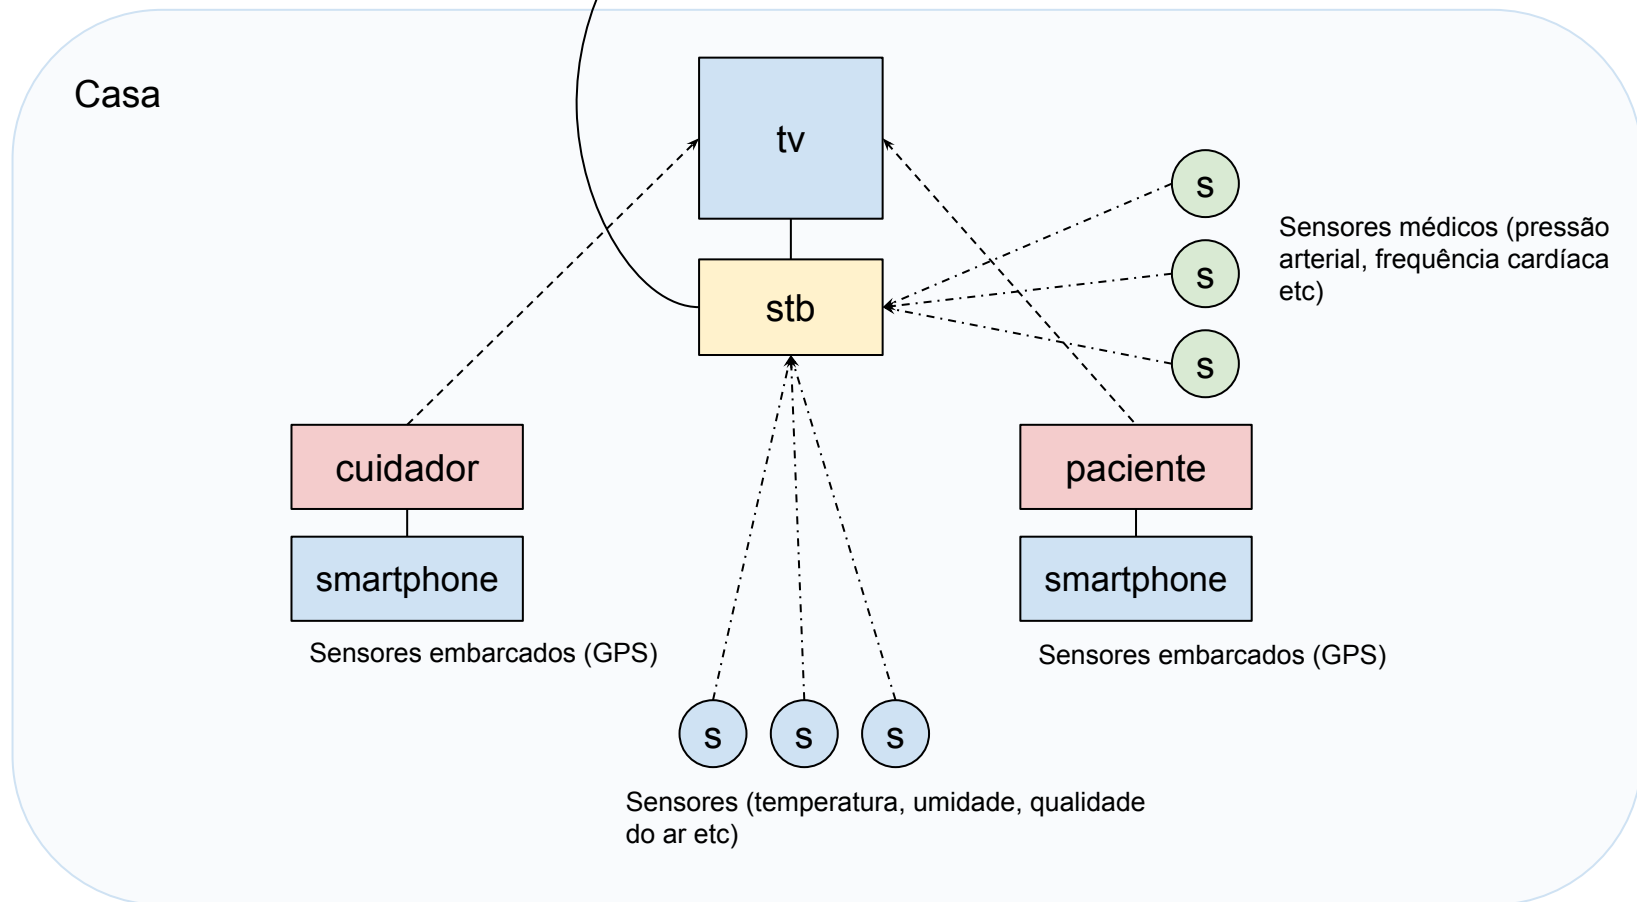 Casa
tv
s
Sensores médicos (pressão
arterial, frequência cardíaca
etc)
s
stb
s
cuidador
paciente
smartphone
smartphone
Sensores embarcados (GPS)
Sensores embarcados (GPS)
s
s
s
Sensores (temperatura, umidade, qualidade
do ar etc)